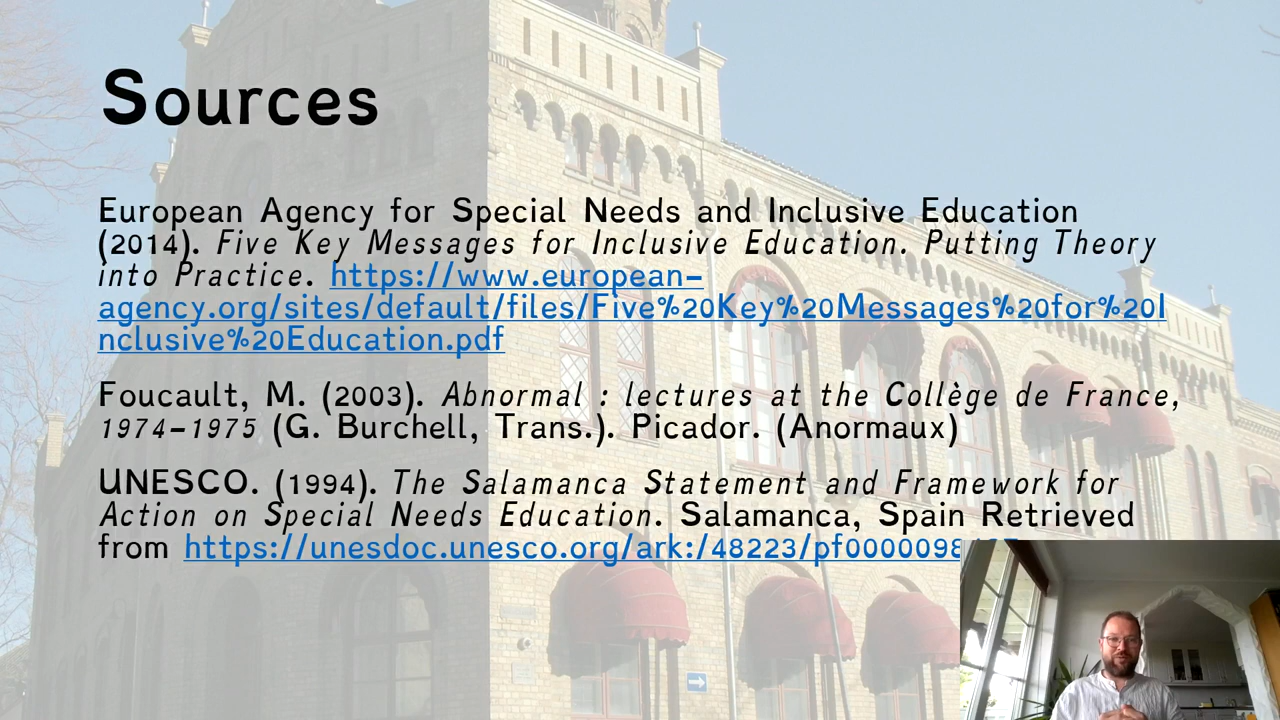 Sources
European Agency for Special Needs and Inclusive Education
(2014). Five Key Messages for Inclusive Education. Putting Theory
into Practice. https://www.european-
agency.org/sites/default/files/Five%20Key%20Messages%20for%20I
nclusive%20Education.pdf
Foucault, M. (2003). Abnormal : lectures at the Collège de France,
1974-1975 (G. Burchell, Trans.). Picador. (Anormaux)
UNESCO. (1994). The Salamanca Statement and Framework for
Action on Special Needs Education. Salamanca, Spain Retrieved
from https://unesdoc.unesco.org/ark:/48223/pf0000098